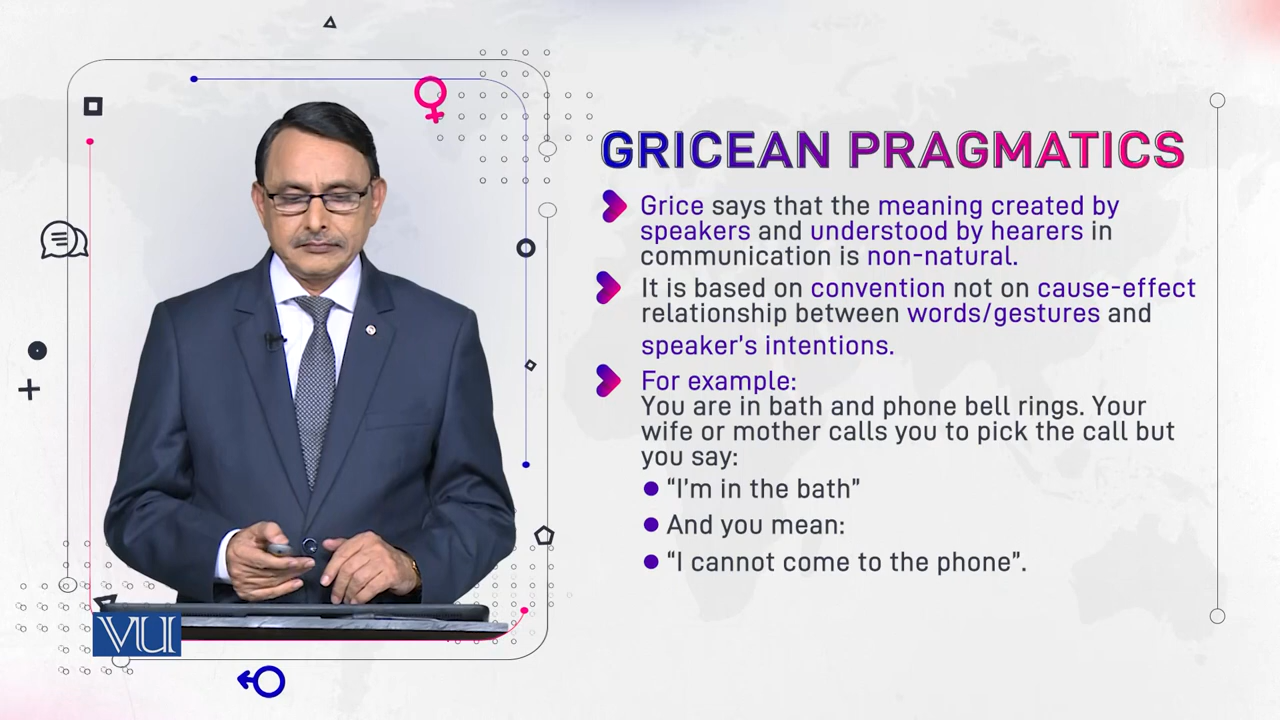 GRICEAN PRAGMATICS
Grice says that the meaning created by
speakers and understood by hearers in
communication is non-natural.
It is based on convention not on cause-effect
relationship between words/gestures and
speaker's intentions.
For example:
You are in bath and phone bell rings. Your
wife or mother calls you to pick the call but
you say:
“I'm in the bath”
And you mean:
“I cannot come to the phone”.
VU